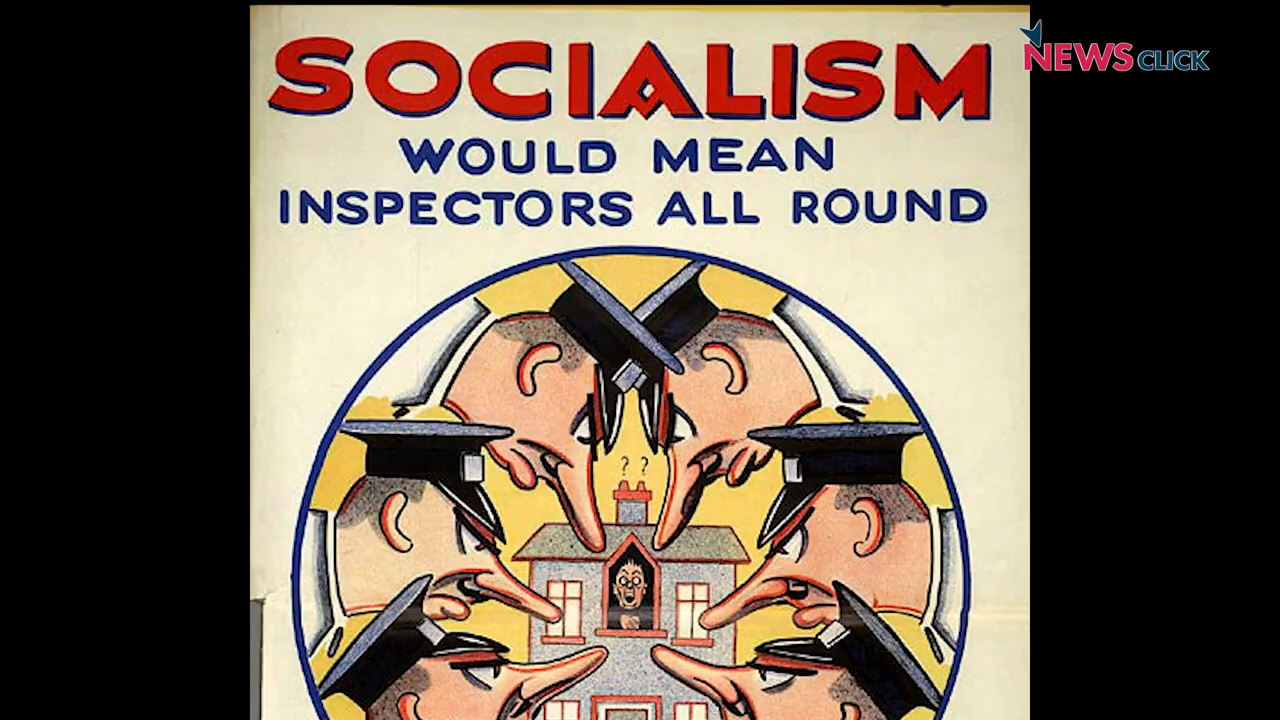 SOCIALISM
NEWSCLICK
WOULD MEAN
INSPECTORS ALL ROUND
? ?